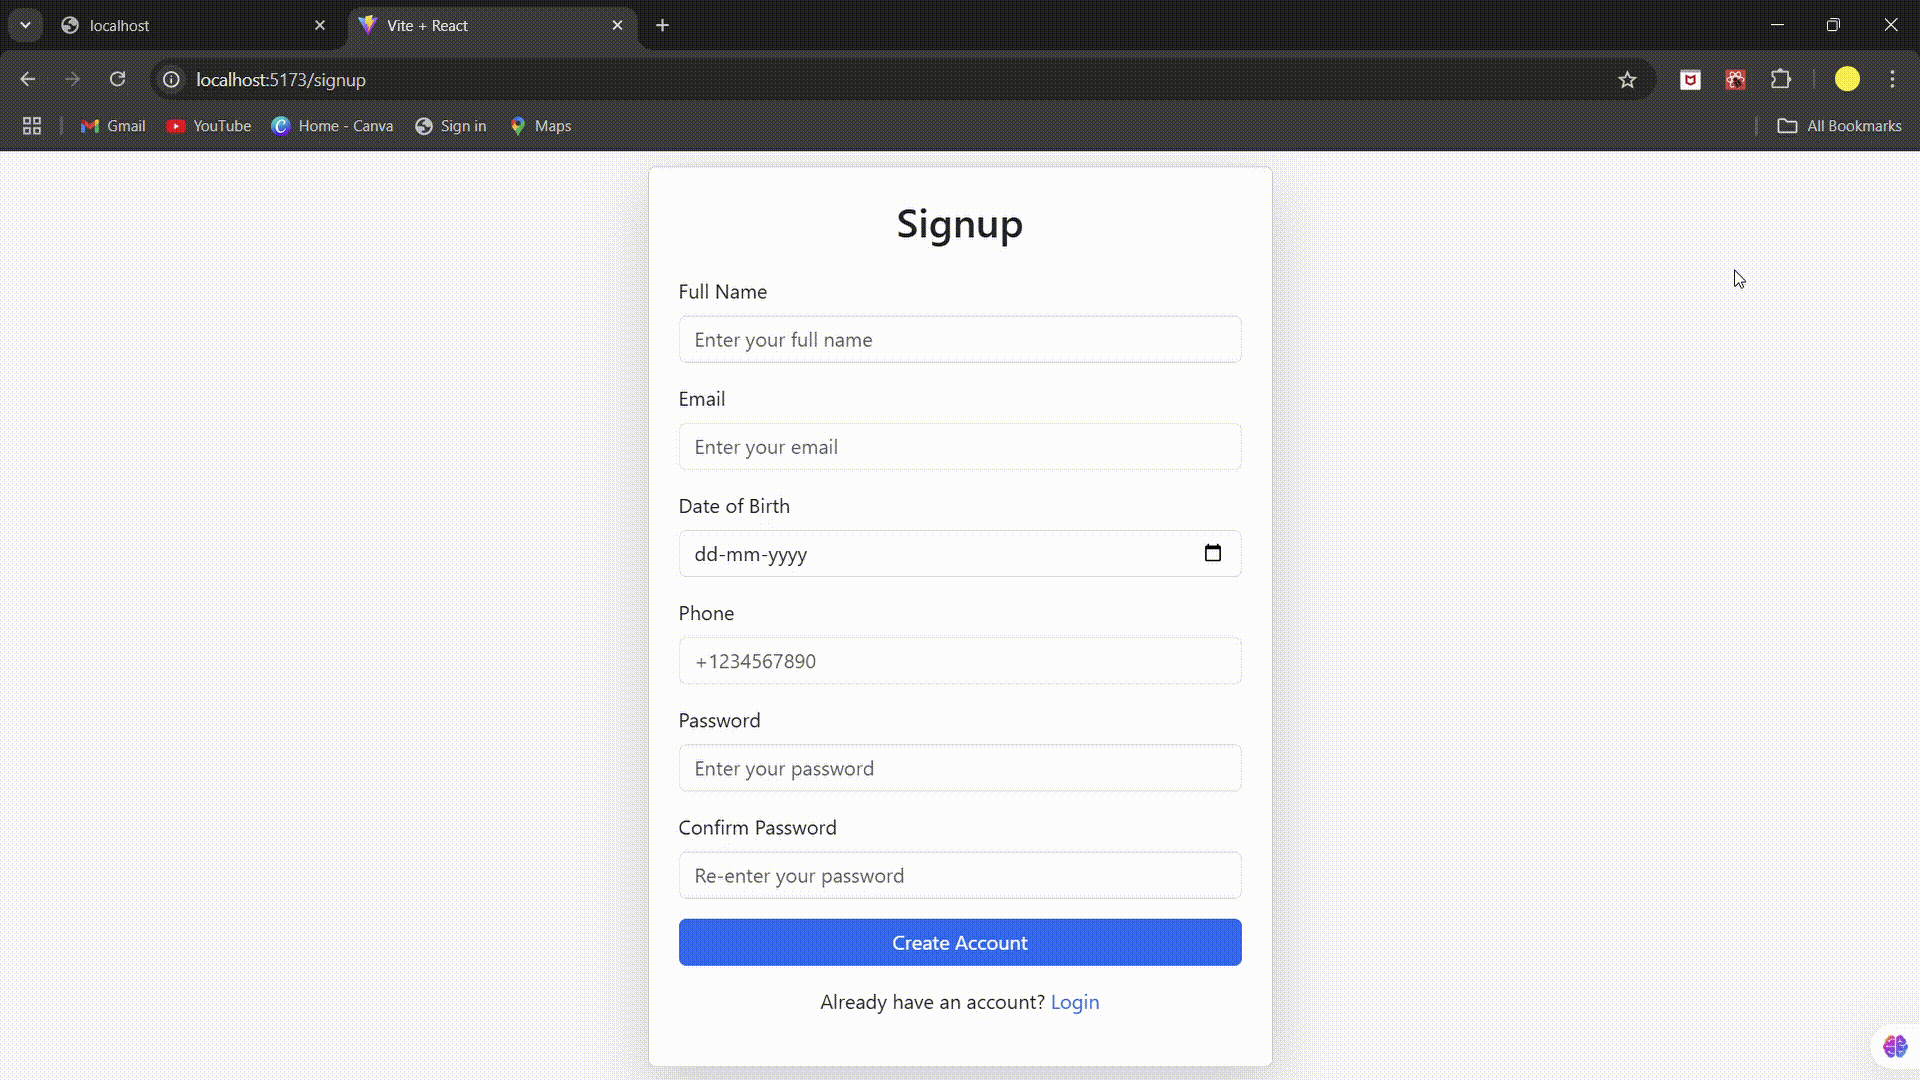 localhost
Vite + React
localhost:5173/signup
Gmail
YouTube
Home - Canva
Sign in
Maps
All Bookmarks
Signup
Full Name
Enter your full name
Email
Enter your email
Date of Birth
dd-mm-yyyy
Phone
+1234567890
Password
Enter your password
Confirm Password
Re-enter your password
Create Account
Already have an account? Login